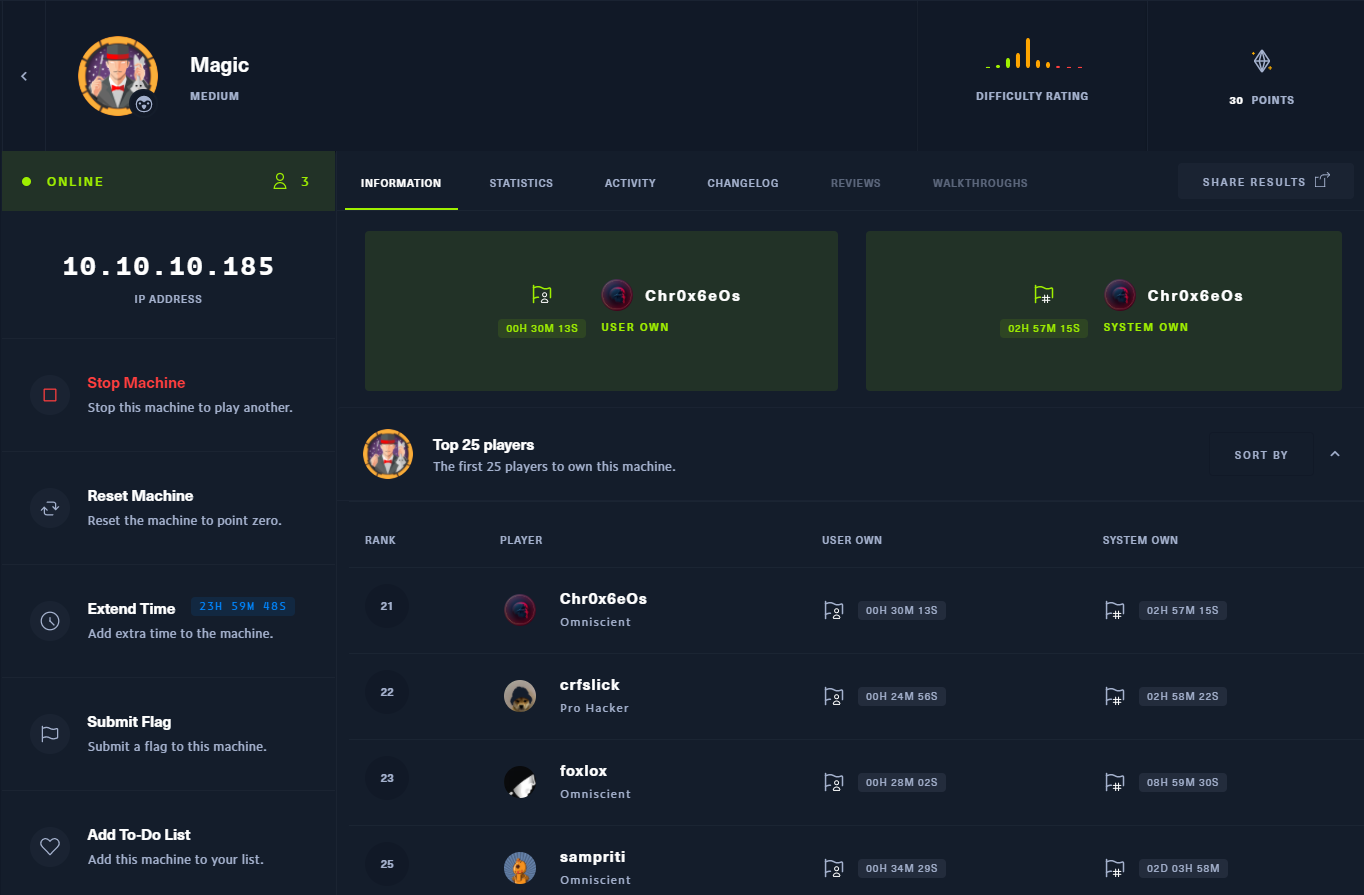 Magic
MEDIUM
DIFFICULTY RATING
30 POINTS
ONLINE 3
INFORMATION STATISTICS ACTIVITY CHANGELOG REVIEWS WALKTHROUGHS SHARE RESULTS
10.10.10.185
IP ADDRESS
Chr0x6eOs
00H 30M 13S USER OWN
Chr0x6eOs
02H 57M 15S SYSTEM OWN
Stop Machine
Stop this machine to play another.
Reset Machine
Reset the machine to point zero.
Extend Time 23H 59M 48S
Add extra time to the machine.
Submit Flag
Submit a flag to this machine.
Add To-Do List
Add this machine to your list.
Top 25 players
The first 25 players to own this machine.
SORT BY
RANK PLAYER USER OWN SYSTEM OWN
21 Chr0x6eOs 00H 30M 13S 02H 57M 15S
Omniscient
22 crfslick 00H 24M 56S 02H 58M 22S
Pro Hacker
23 foxlox 00H 28M 02S 08H 59M 30S
Omniscient
25 sampriti 00H 34M 29S 02D 03H 58M
Omniscient